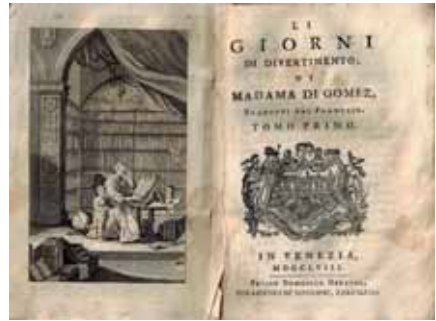 LI
GIORNI
DI DIVERTIMENTO,
DI
MADAMA DI GOMEZ,
TOMO PRIMO.
IN VENEZIA,
MDCCLVIII.